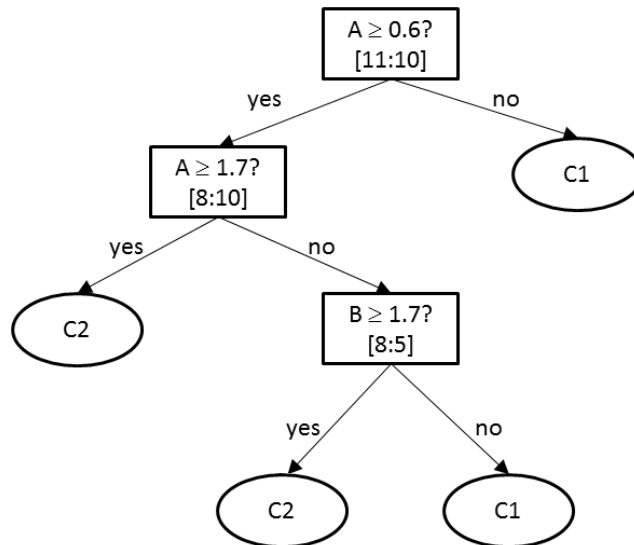 A ≥ 0.6?
[11:10]
yes
no
A ≥ 1.7?
[8:10]
C1
yes
no
C2
B ≥ 1.7?
[8:5]
yes
no
C2
C1